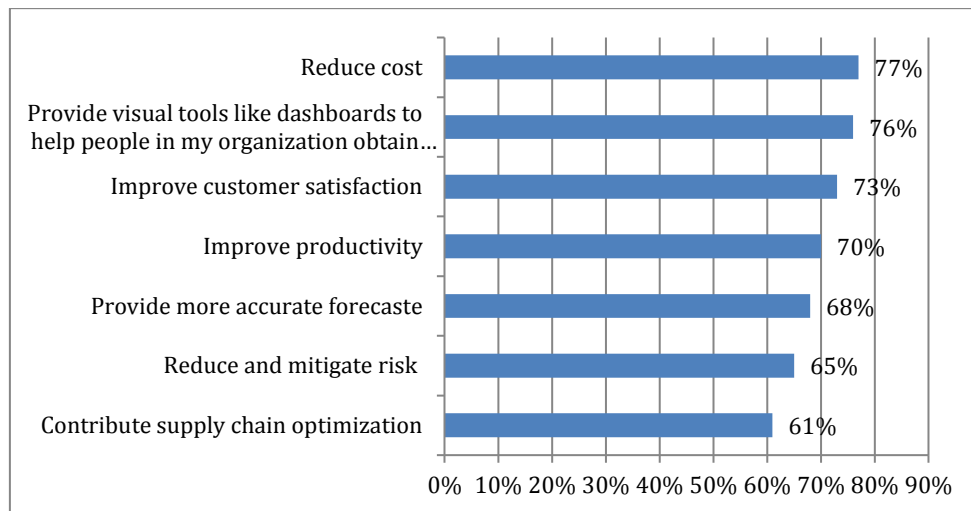 Reduce cost
77%
Provide visual tools like dashboards to
help people in my organization obtain…
76%
Improve customer satisfaction
73%
Improve productivity
70%
Provide more accurate forecaste
68%
Reduce and mitigate risk
65%
Contribute supply chain optimization
61%
0% 10% 20% 30% 40% 50% 60% 70% 80% 90%